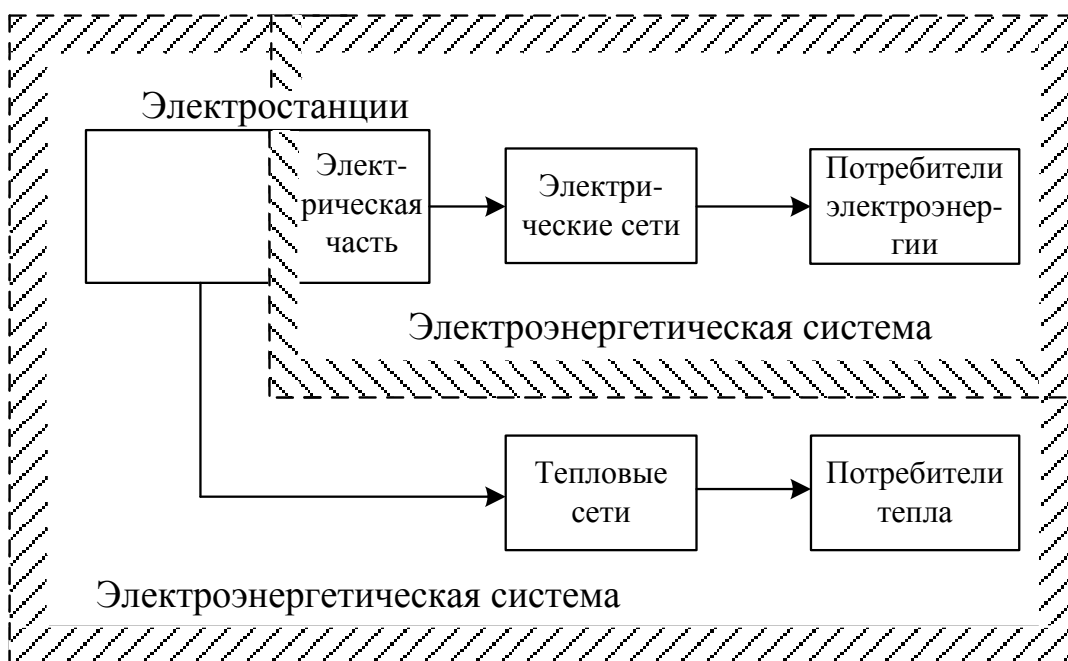 Электростанции
Элект-
рическая
часть
Электри-
ческие сети
Потребители
электроэнер-
гии
Электроэнергетическая система
Тепловые
сети
Потребители
тепла
Электроэнергетическая система